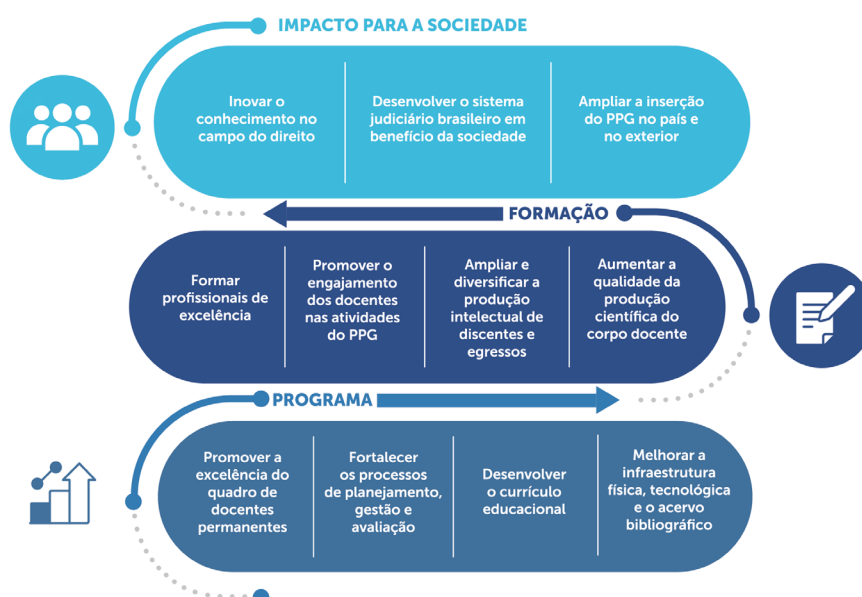 IMPACTO PARA A SOCIEDADE
Inovar o
conhecimento no
campo do direito
Desenvolver o sistema
judiciário brasileiro em
benefício da sociedade
Ampliar a inserção
do PPG no país e
no exterior
FORMAÇÃO
Formar
profissionais de
excelência
Promover o
engajamento
dos docentes
nas atividades
do PPG
Ampliar e
diversificar a
produção
intelectual de
discentes e
egressos
Aumentar a
qualidade da
produção
científica do
corpo docente
PROGRAMA
Promover a
excelência do
quadro de
docentes
permanentes
Fortalecer
os processos
de planejamento,
gestão e
avaliação
Desenvolver
o currículo
educacional
Melhorar a
infraestrutura
física, tecnológica
e o acervo
bibliográfico